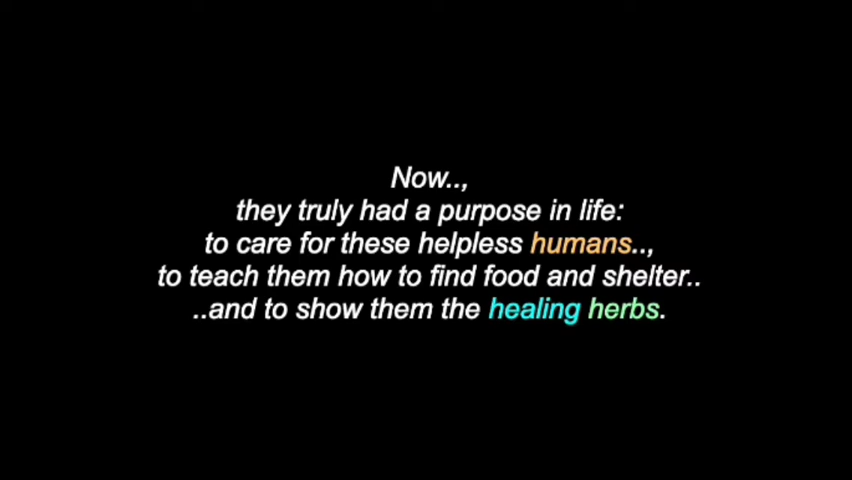 Now..,
they truly had a purpose in life:
to care for these helpless humans..,
to teach them how to find food and shelter..
..and to show them the healing herbs.